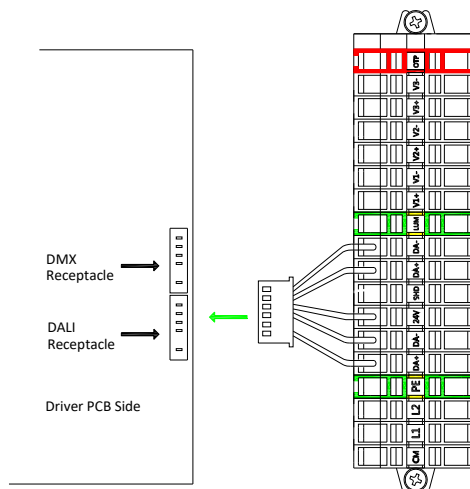 DMX
Receptacle
DALI
Receptacle
Driver PCB Side
OTP
V3-
V3+
V2-
V2+
V1-
V1+
LUM
DA-
DA+
SHD
24V
DA-
DA+
PE
L2
L1
CM